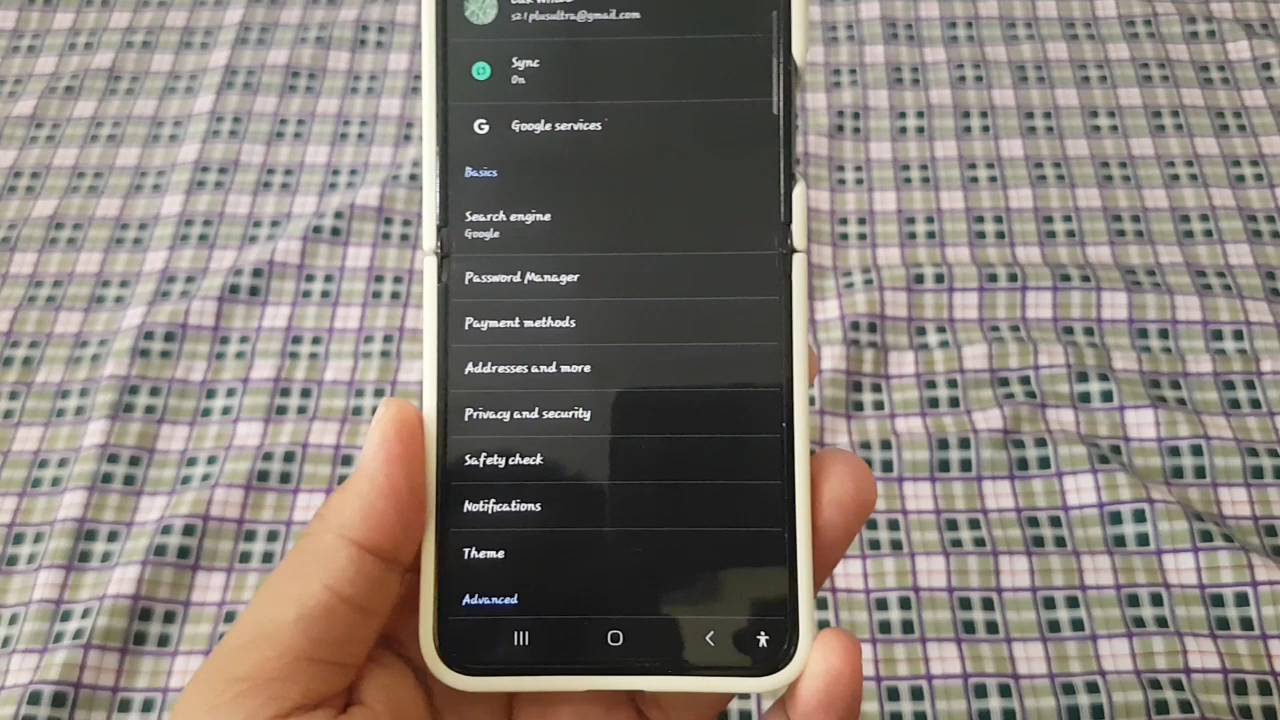 s21plusultra@gmail.com
Sync
On
Google services
Basics
Search engine
Google
Password Manager
Payment methods
Addresses and more
Privacy and security
Safety check
Notifications
Theme
Advanced